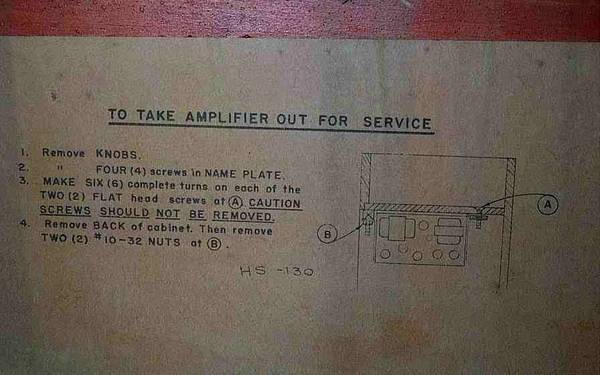 TO TAKE AMPLIFIER OUT FOR SERVICE
1. Remove KNOBS.
2. " FOUR (4) screws in NAME PLATE.
3. MAKE SIX (6) complete turns on each of the
TWO (2) FLAT head screws at (A). CAUTION
SCREWS SHOULD NOT BE REMOVED.
4. Remove BACK of cabinet. Then remove
TWO (2) #10-32 NUTS at (B).
HS-130
A
B